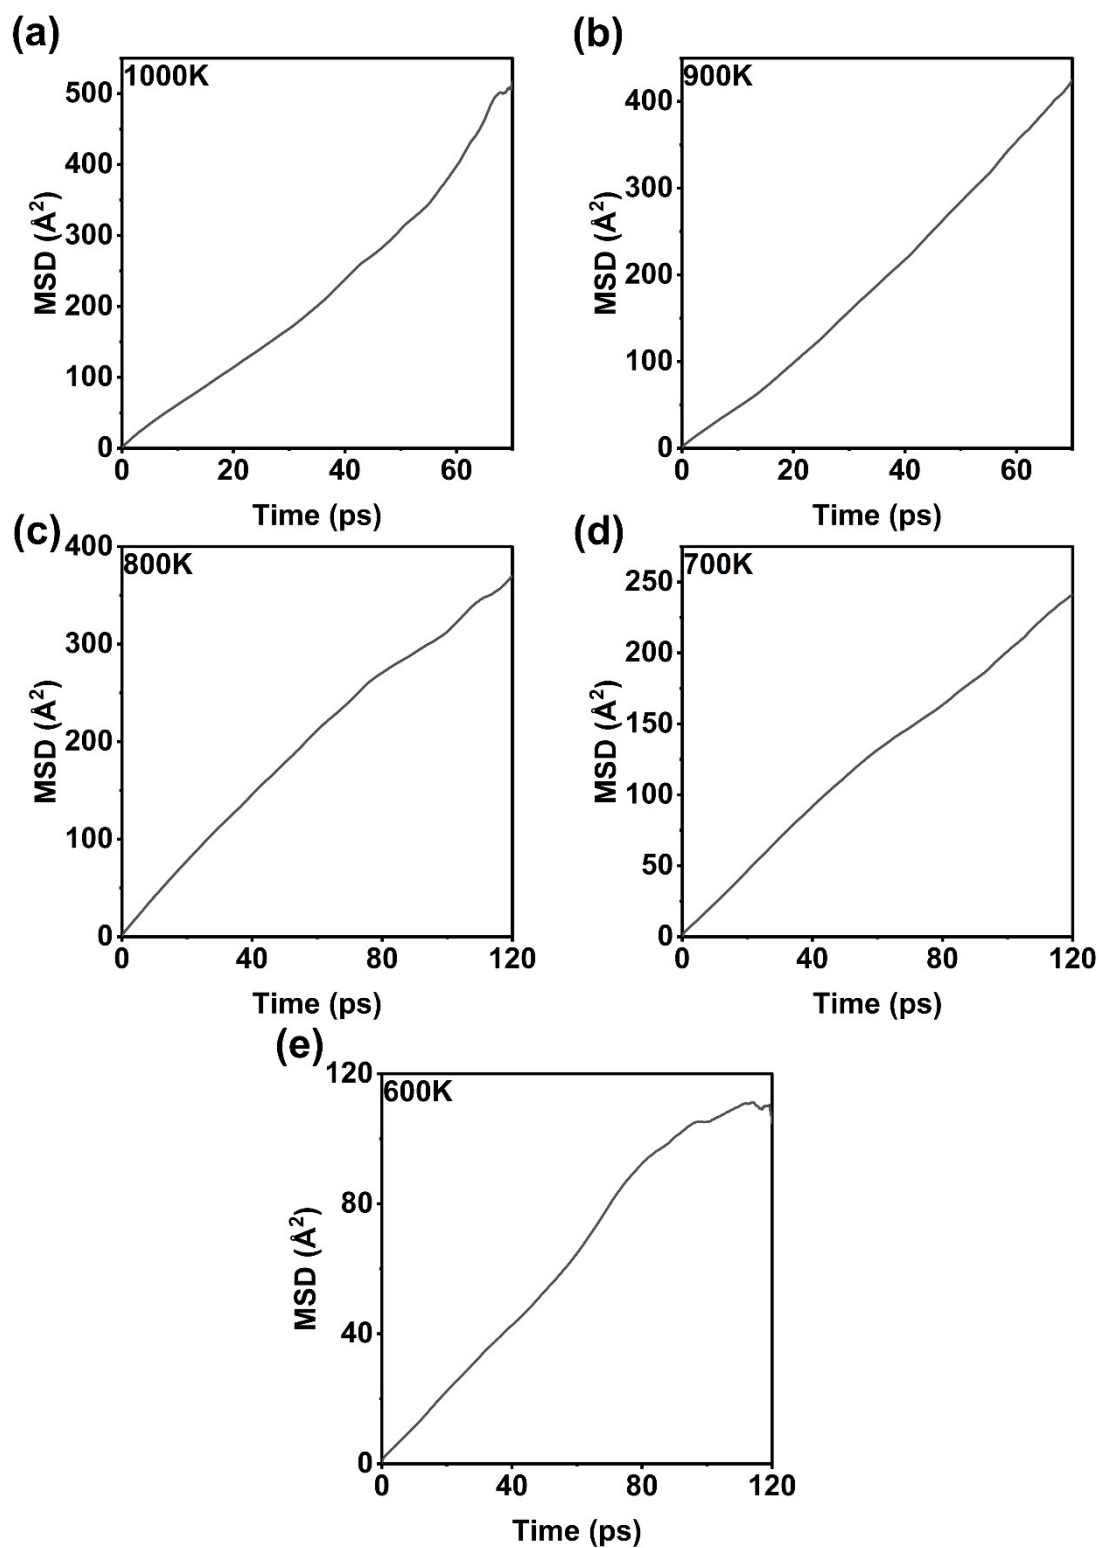 (a)
1000K
500
400
300
200
100
0
MSD (Å²)
0 20 40 60
Time (ps)
(b)
900K
400
300
200
100
0
MSD (Å²)
0 20 40 60
Time (ps)
(c)
800K
400
300
200
100
0
MSD (Å²)
0 40 80 120
Time (ps)
(d)
700K
250
200
150
100
50
0
MSD (Å²)
0 40 80 120
Time (ps)
(e)
600K
120
80
40
0
MSD (Å²)
0 40 80 120
Time (ps)